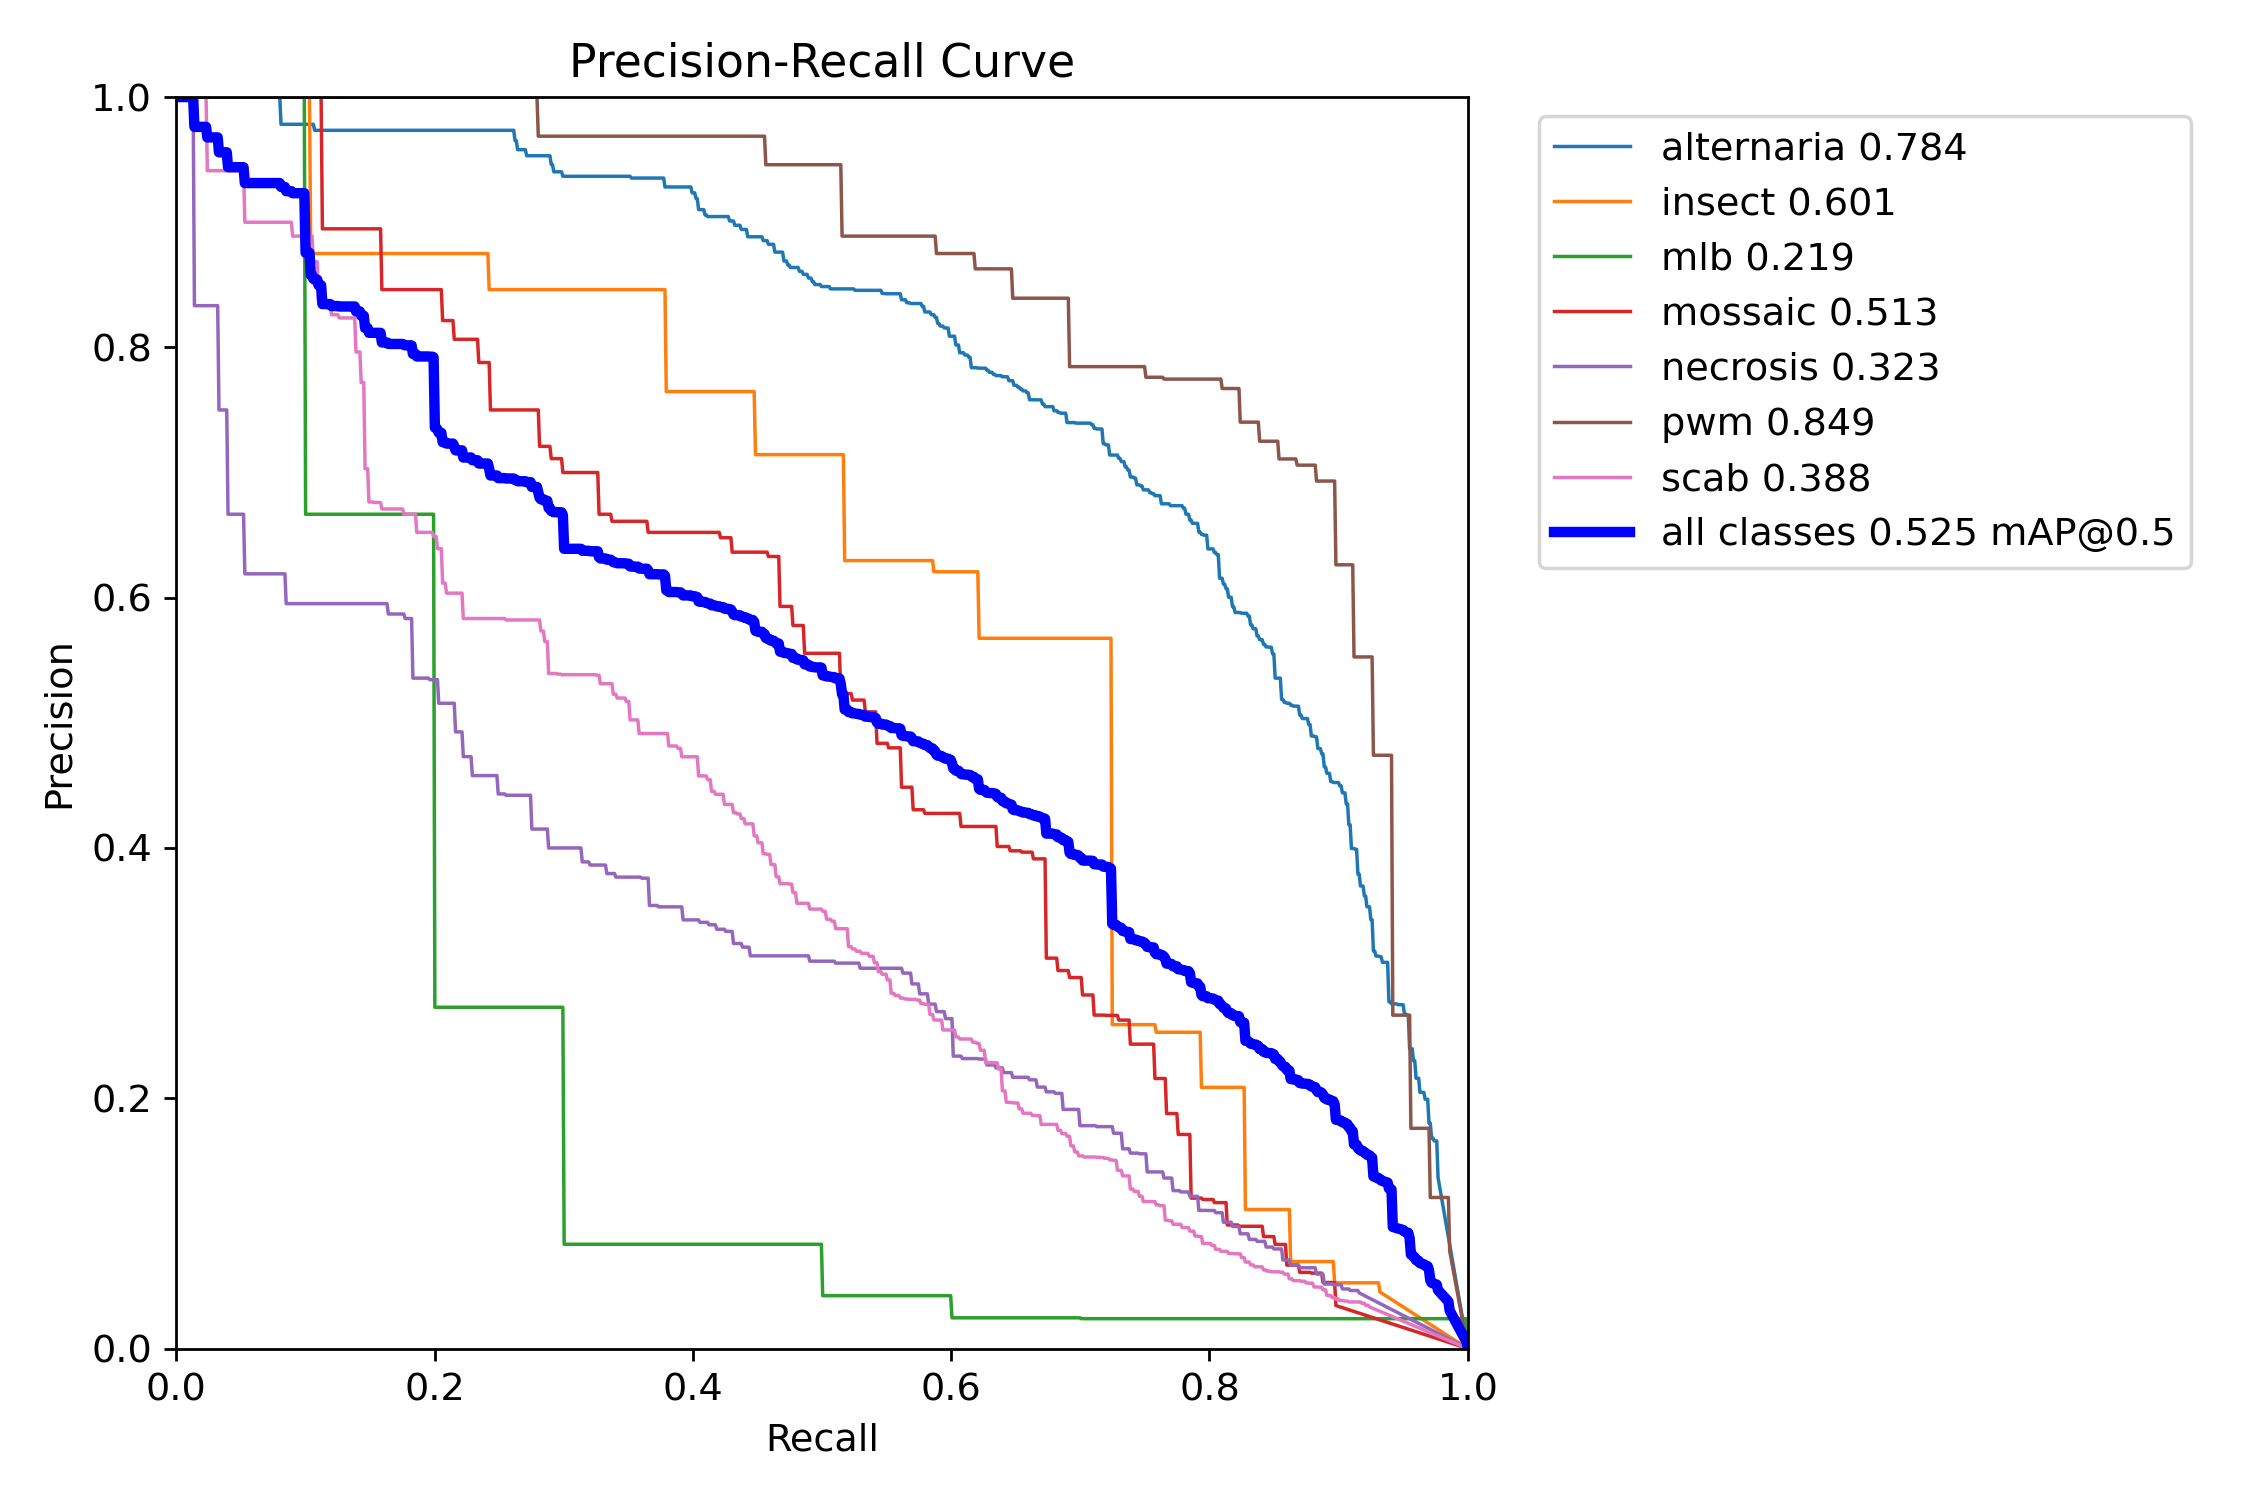 Precision-Recall Curve
1.0
0.8
0.6
0.4
0.2
0.0
Precision
0.0 0.2 0.4 0.6 0.8 1.0
Recall
alternaria 0.784
insect 0.601
mlb 0.219
mossaic 0.513
necrosis 0.323
pwm 0.849
scab 0.388
all classes 0.525 mAP@0.5